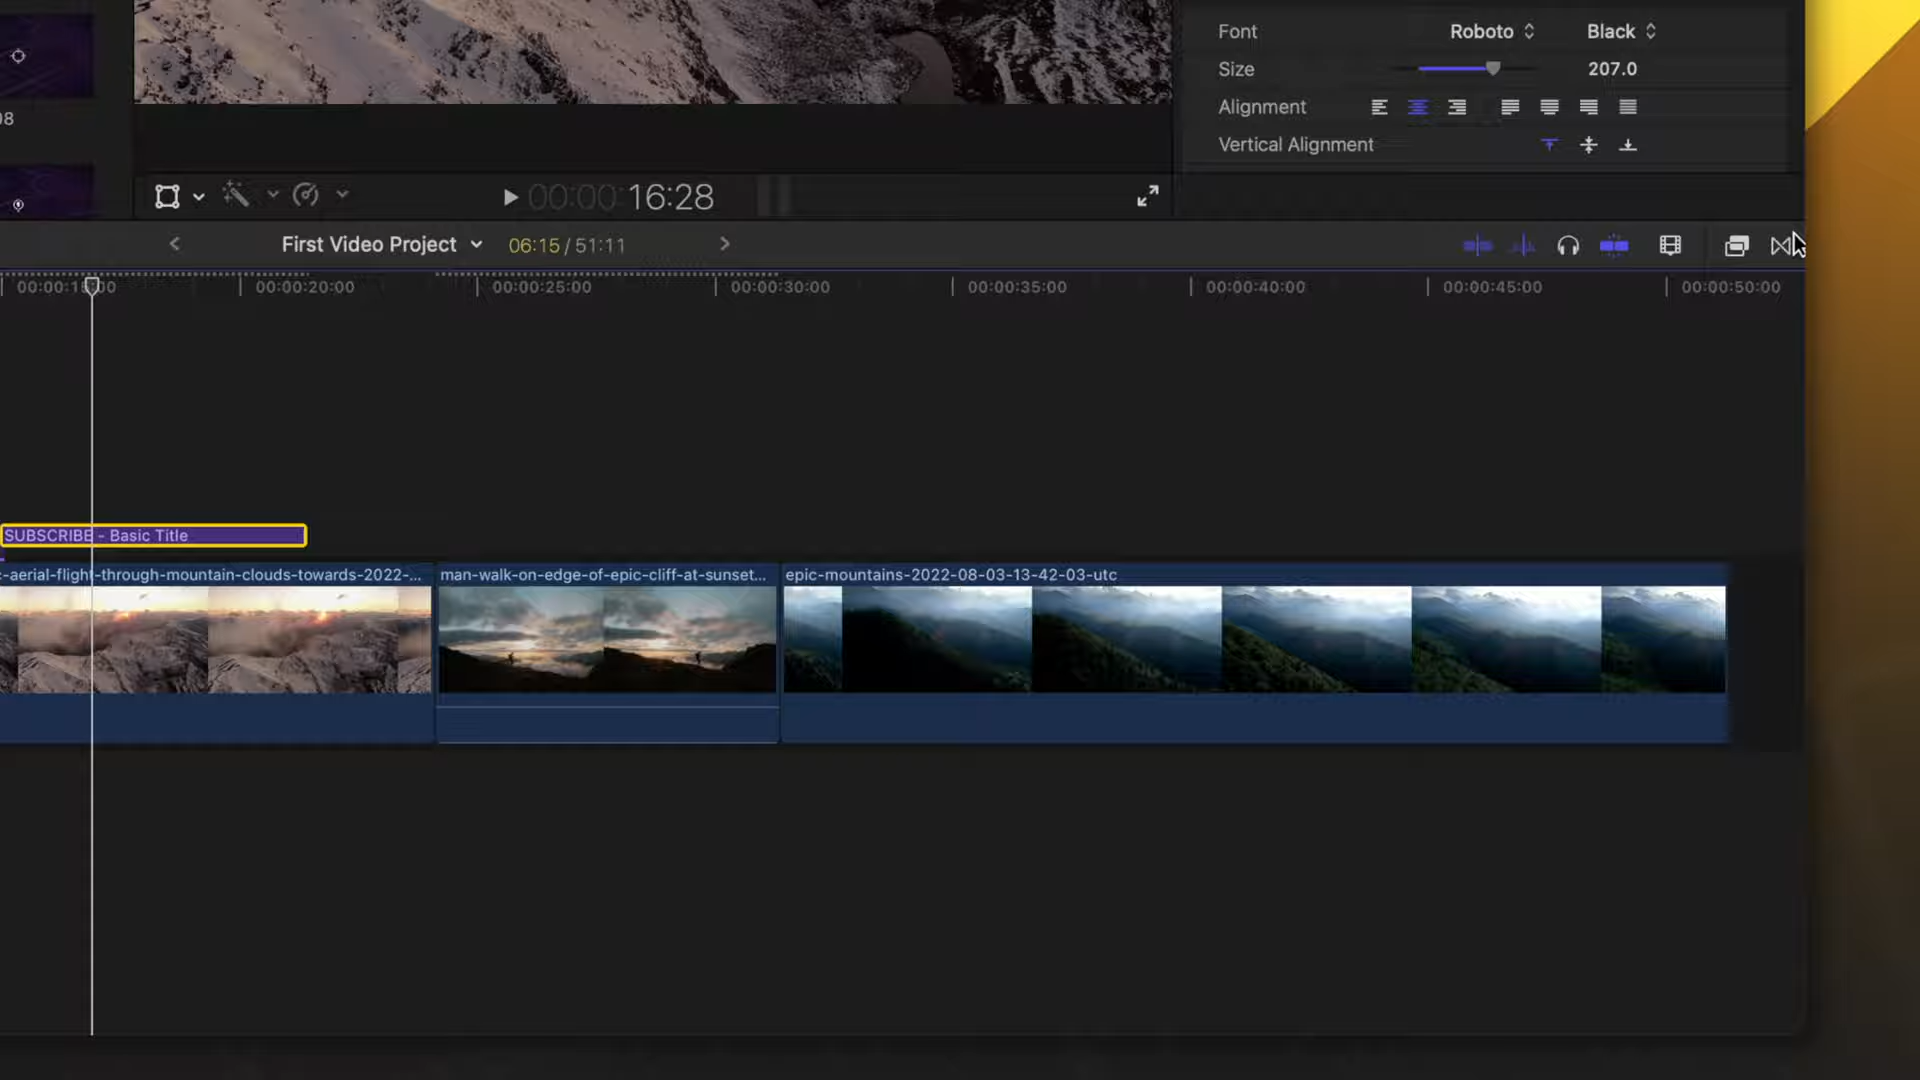 Font Roboto Black
Size 207.0
Alignment
08
Vertical Alignment
00:00:16:28
First Video Project 06:15 / 51:11
00:00:20:00 00:00:25:00 00:00:30:00 00:00:35:00 00:00:40:00 00:00:45:00 00:00:50:00
SUBSCRIBE - Basic Title
-aerial-flight-through-mountain-clouds-towards-2022-... man-walk-on-edge-of-epic-cliff-at-sunset... epic-mountains-2022-08-03-13-42-03-utc